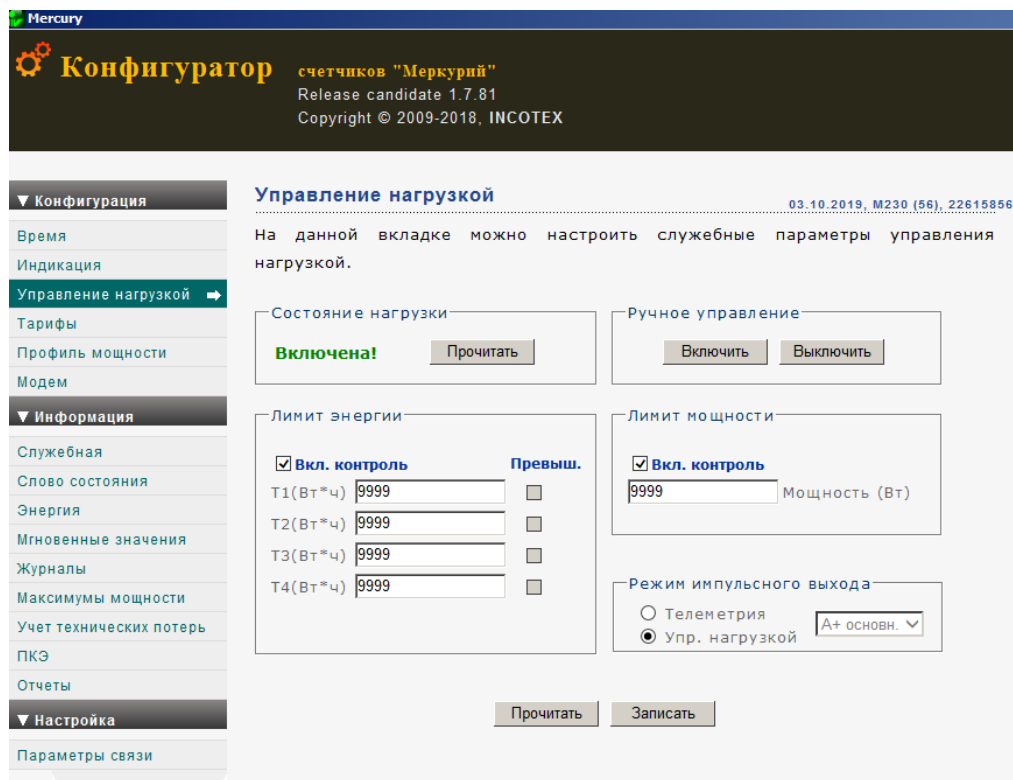 Mercury
Конфигуратор счетчиков "Меркурий"
Release candidate 1.7.81
Copyright © 2009-2018, INCOTEX
▼ Конфигурация
Время
Индикация
Управление нагрузкой
Тарифы
Профиль мощности
Модем
▼ Информация
Служебная
Слово состояния
Энергия
Мгновенные значения
Журналы
Максимумы мощности
Учет технических потерь
ПКЭ
Отчеты
▼ Настройка
Параметры связи
Управление нагрузкой
03.10.2019, M230 (56), 22615856
На данной вкладке можно настроить служебные параметры управления
нагрузкой.
Состояние нагрузки
Включена! Прочитать
Ручное управление
Включить Выключить
Лимит энергии
Вкл. контроль Превыш.
Т1(Вт*ч) 9999
Т2(Вт*ч) 9999
Т3(Вт*ч) 9999
Т4(Вт*ч) 9999
Лимит мощности
Вкл. контроль
9999 Мощность (Вт)
Режим импульсного выхода
Телеметрия
Упр. нагрузкой
А+ основн.
Прочитать Записать